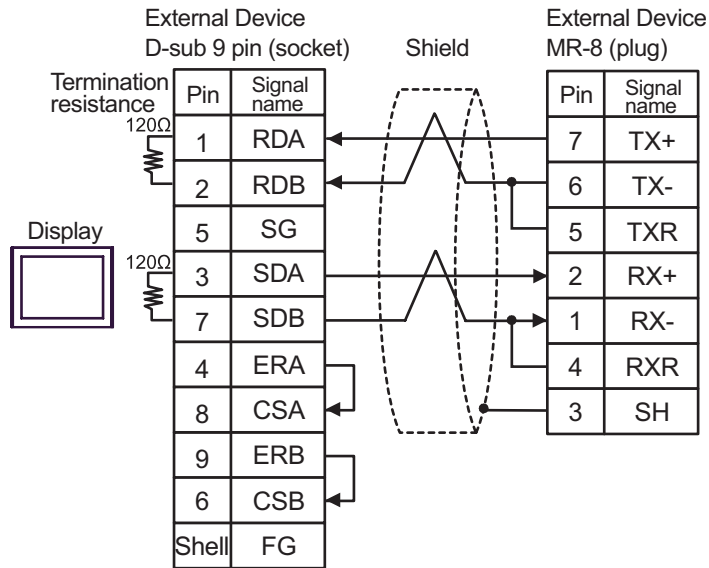 External Device
D-sub 9 pin (socket)
Shield
External Device
MR-8 (plug)
Termination
resistance
Pin Signal name
120Ω
1 RDA
2 RDB
5 SG
Display
120Ω
3 SDA
7 SDB
4 ERA
8 CSA
9 ERB
6 CSB
Shell FG
Pin Signal name
7 TX+
6 TX-
5 TXR
2 RX+
1 RX-
4 RXR
3 SH